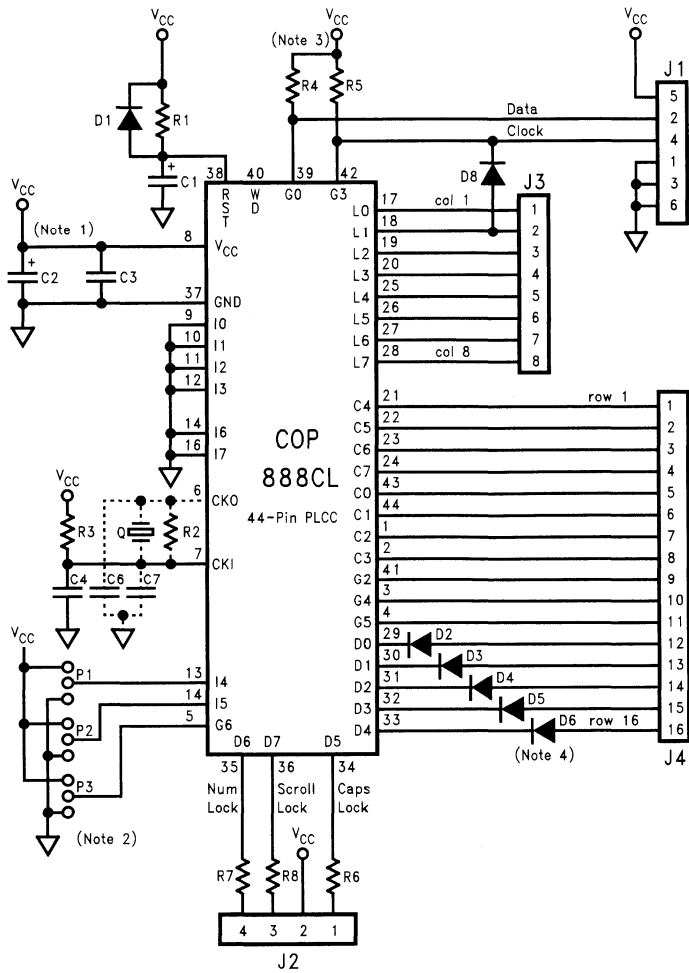 VCC
VCC
VCC
(Note 3)
J1
R4
R5
5
D1
R1
Data
2
Clock
4
1
3
6
+
C1
38
40
39
42
D8
J3
RST
WD
G0
G3
VCC
(Note 1)
8
VCC
+
C2
C3
37
GND
9
I0
10
I1
11
I2
12
I3
14
I6
16
I7
L0
17
col 1
1
L1
18
2
L2
19
3
L3
20
4
L4
25
5
L5
26
6
L6
27
7
L7
28
col 8
8
COP
888CL
44-Pin PLCC
C4
21
row 1
1
C5
22
2
C6
23
3
C7
24
4
C0
43
5
C1
44
6
C2
1
7
C3
2
8
G2
41
9
G4
3
10
G5
4
11
D0
29
D2
12
D1
30
D3
13
D2
31
D4
14
D3
32
D5
15
D4
33
D6
row 16
16
(Note 4)
J4
VCC
6
CKO
R3
Q
R2
7
CKI
C4
C6
C7
VCC
P1
13
I4
P2
14
I5
5
G6
P3
(Note 2)
D6
D7
D5
35
36
34
Num
Lock
Scroll
Lock
Caps
Lock
VCC
R7
R8
R6
4
3
2
1
J2